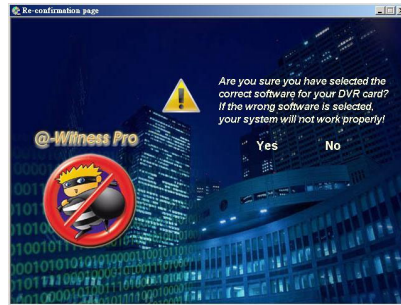 Re-confirmation page
Are you sure you have selected the
correct software for your DVR card?
If the wrong software is selected,
your system will not work properly!
@-Witness Pro
Yes No